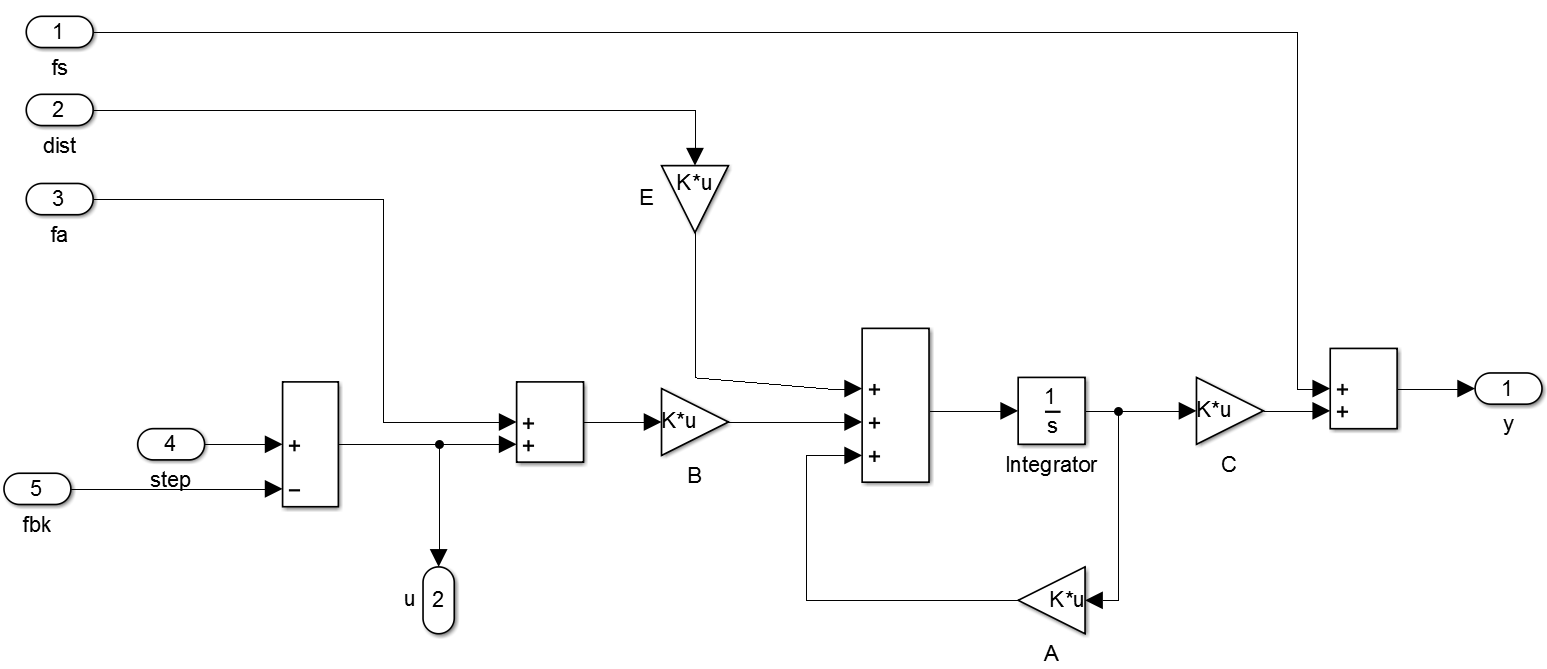 1
fs
2
dist
3
fa
K*u
E
4
step
5
fbk
+
−
+
+
K*u
B
u
2
+
+
+
1
s
Integrator
K*u
C
K*u
A
+
+
1
y